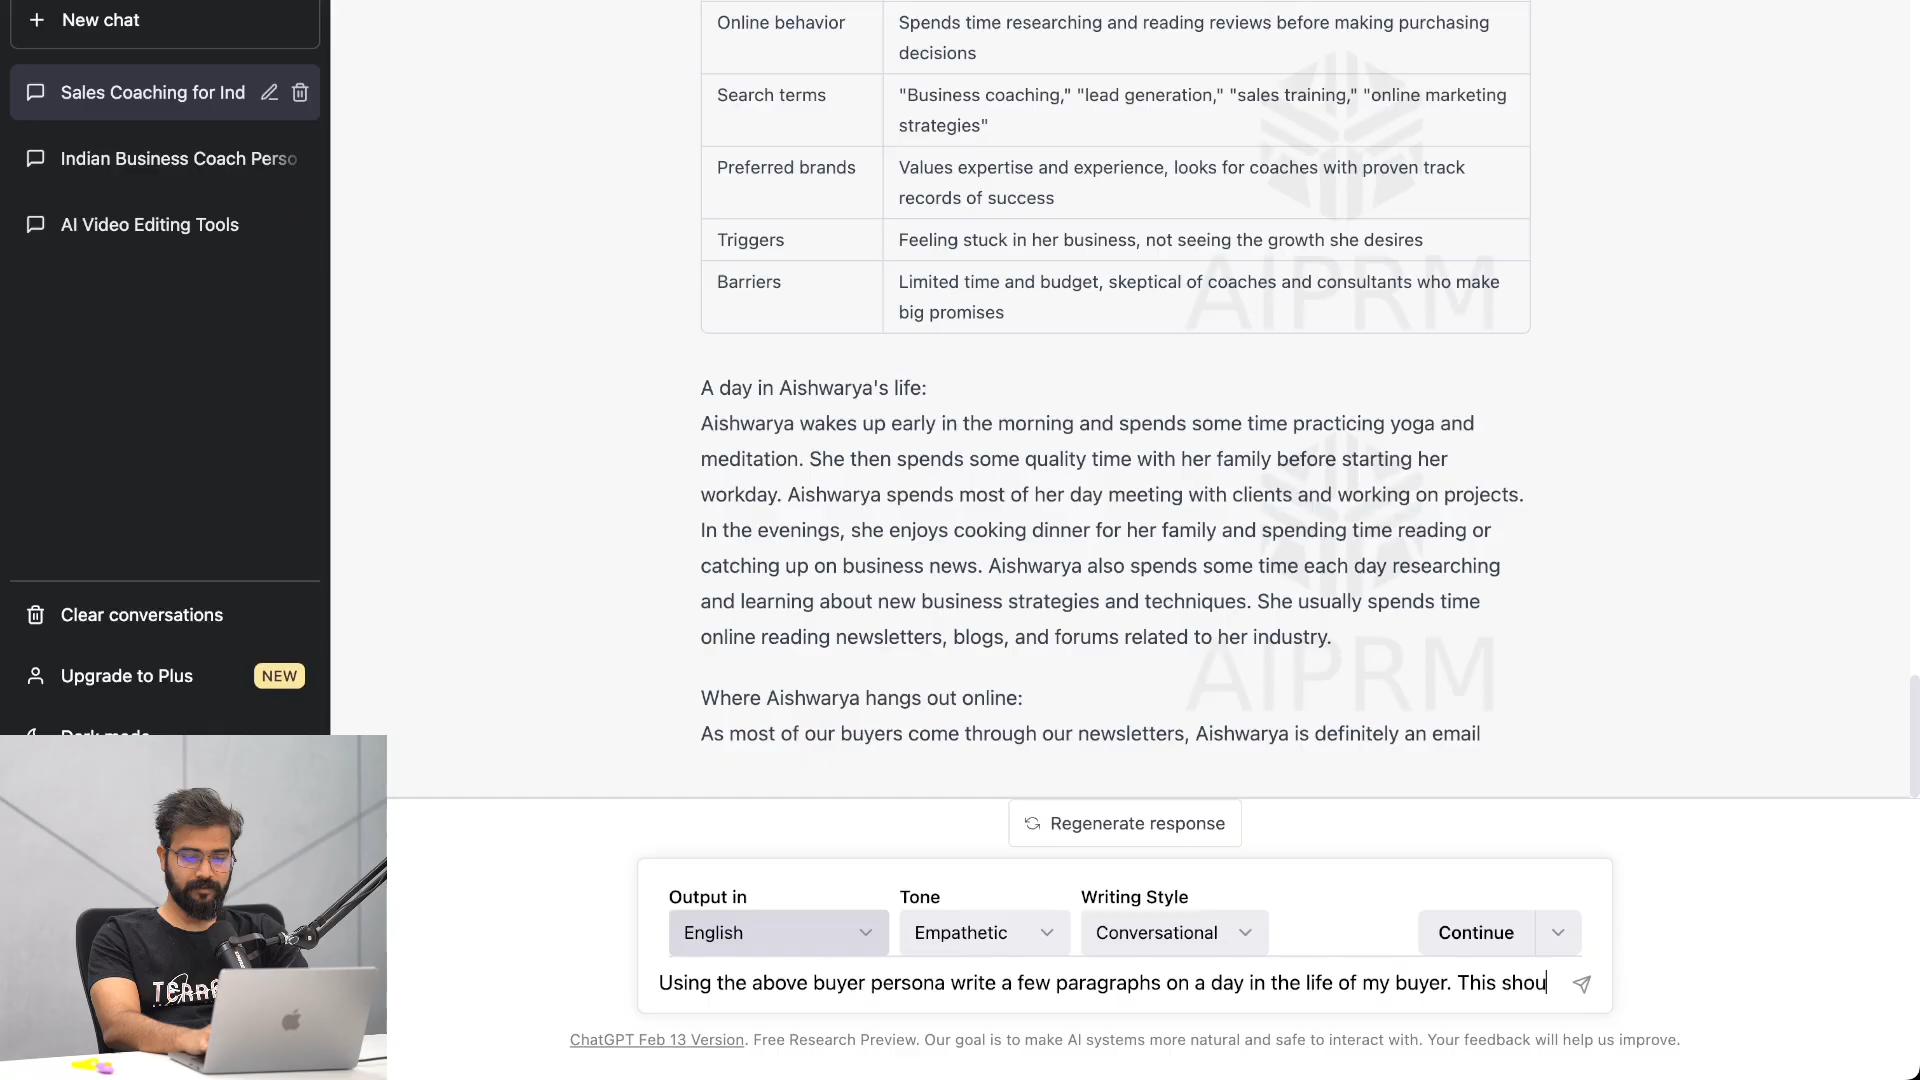 New chat
Sales Coaching for Ind
Indian Business Coach Perso
AI Video Editing Tools
Clear conversations
Upgrade to Plus
NEW
Dark mode
Online behavior
Spends time researching and reading reviews before making purchasing
decisions
Search terms
"Business coaching," "lead generation," "sales training," "online marketing
strategies"
Preferred brands
Values expertise and experience, looks for coaches with proven track
records of success
Triggers
Feeling stuck in her business, not seeing the growth she desires
Barriers
Limited time and budget, skeptical of coaches and consultants who make
big promises
AIPRM
A day in Aishwarya's life:
Aishwarya wakes up early in the morning and spends some time practicing yoga and
meditation. She then spends some quality time with her family before starting her
workday. Aishwarya spends most of her day meeting with clients and working on projects.
In the evenings, she enjoys cooking dinner for her family and spending time reading or
catching up on business news. Aishwarya also spends some time each day researching
and learning about new business strategies and techniques. She usually spends time
online reading newsletters, blogs, and forums related to her industry.
AIPRM
Where Aishwarya hangs out online:
As most of our buyers come through our newsletters, Aishwarya is definitely an email
Regenerate response
Output in
Tone
Writing Style
English
Empathetic
Conversational
Continue
Using the above buyer persona write a few paragraphs on a day in the life of my buyer. This shou
ChatGPT Feb 13 Version. Free Research Preview. Our goal is to make AI systems more natural and safe to interact with. Your feedback will help us improve.